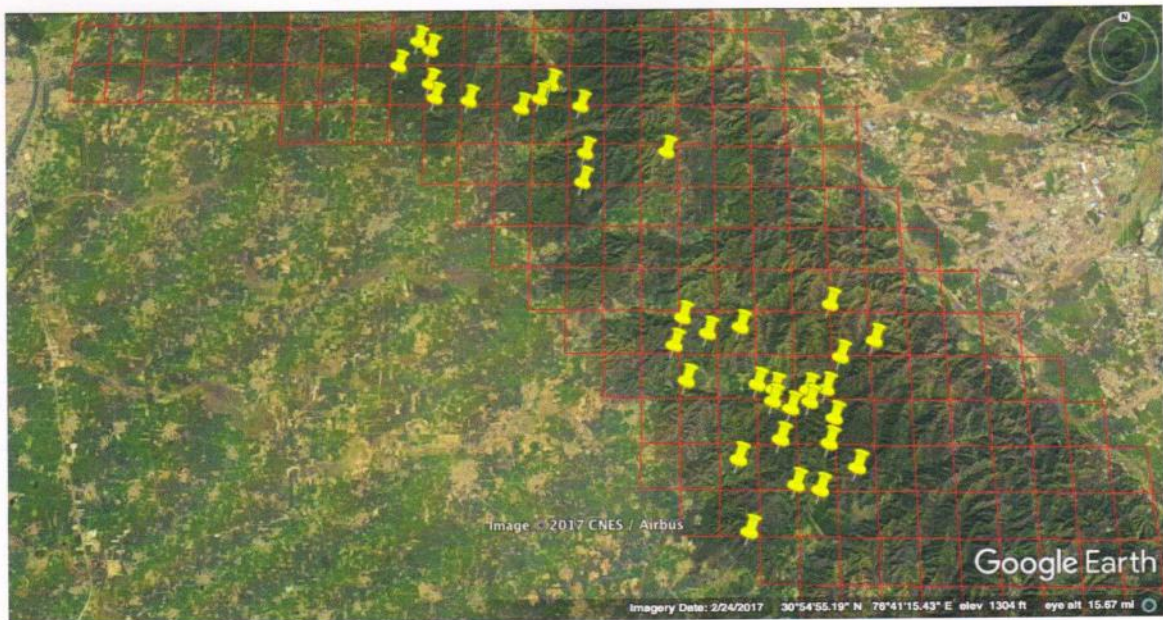 N
Image © 2017 CNES / Airbus
Google Earth
Imagery Date: 2/24/2017 30°54'55.19" N 76°41'15.43" E elev 1304 ft eye alt 15.67 mi